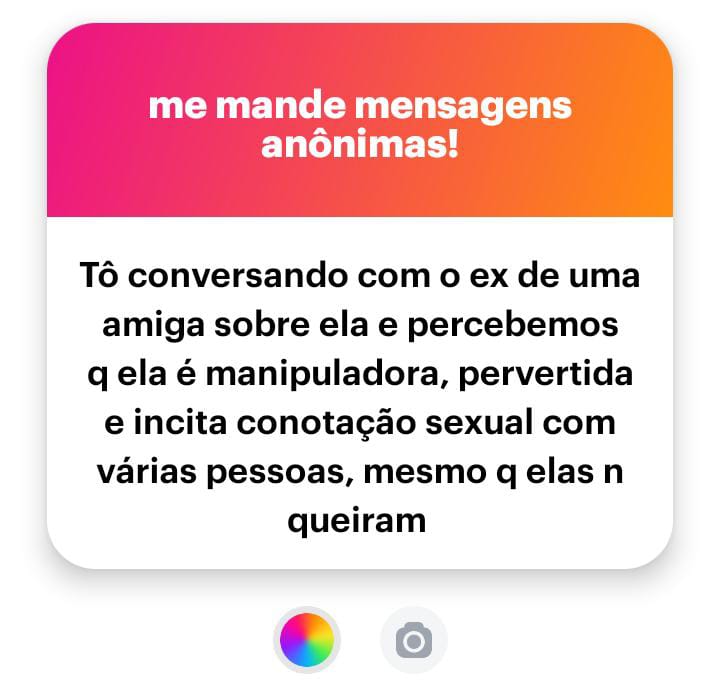 me mande mensagens
anônimas!
Tô conversando com o ex de uma
amiga sobre ela e percebemos
q ela é manipuladora, pervertida
e incita conotação sexual com
várias pessoas, mesmo q elas n
queiram